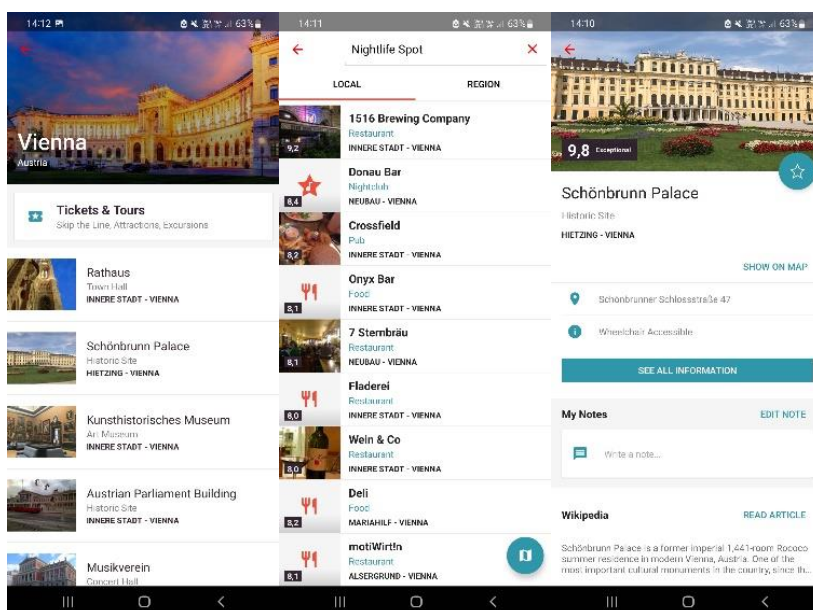 14:12
63%
Vienna
Austria
Tickets & Tours
Skip the Line, Attractions, Excursions
Rathaus
Town Hall
INNERE STADT - VIENNA
Schönbrunn Palace
Historic Site
HIETZING - VIENNA
Kunsthistorisches Museum
Art Museum
INNERE STADT - VIENNA
Austrian Parliament Building
Historic Site
INNERE STADT - VIENNA
Musikverein
Concert Hall
14:11
63%
Nightlife Spot
LOCAL
REGION
1516 Brewing Company
Restaurant
9,2
INNERE STADT - VIENNA
Donau Bar
Nightclub
8,4
NEUBAU - VIENNA
Crossfield
Pub
8,2
INNERE STADT - VIENNA
Onyx Bar
Food
8,1
INNERE STADT - VIENNA
7 Sternbräu
Restaurant
8,1
NEUBAU - VIENNA
Fladerei
Restaurant
8,0
INNERE STADT - VIENNA
Wein & Co
Restaurant
8,0
INNERE STADT - VIENNA
Deli
Food
8,2
MARIAHILF - VIENNA
motiWirt!n
Restaurant
8,1
ALSERGRUND - VIENNA
14:10
63%
9,8 Exceptional
Schönbrunn Palace
Historic Site
HIETZING - VIENNA
SHOW ON MAP
Schönbrunner Schlossstraße 47
Wheelchair Accessible
SEE ALL INFORMATION
My Notes
EDIT NOTE
Write a note...
Wikipedia
READ ARTICLE
Schönbrunn Palace is a former imperial 1,441-room Rococo
summer residence in modern Vienna, Austria. One of the
most important cultural monuments in the country, since th...